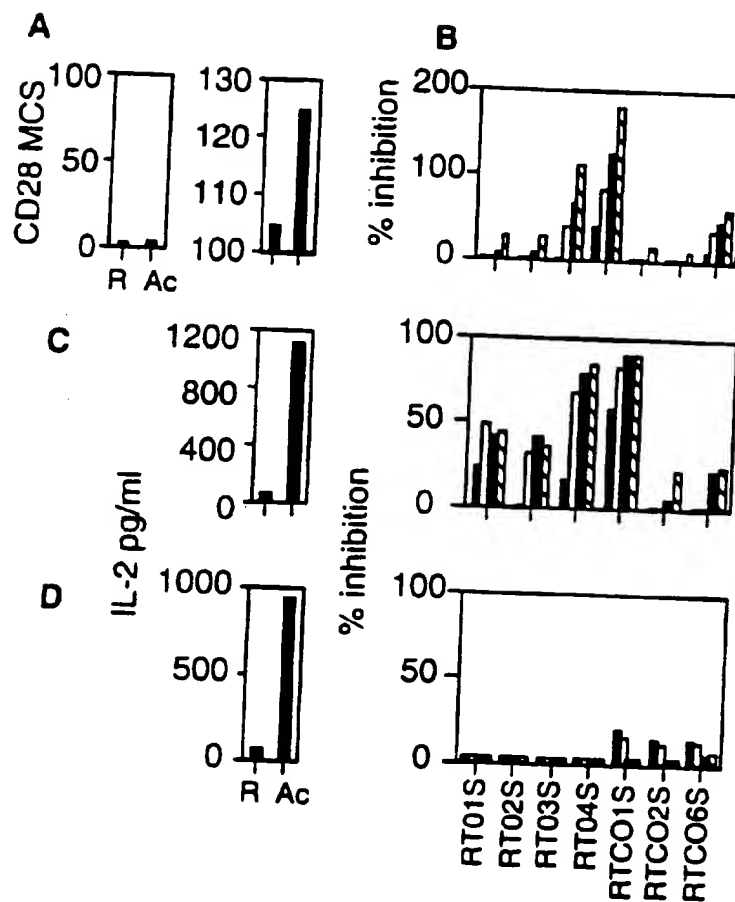 A
B
CD28 MCS
100
50
0
R Ac
130
120
110
100
% inhibition
200
100
0
C
D
IL-2 pg/ml
1200
800
400
0
1000
500
0
R Ac
% inhibition
100
50
0
100
50
0
RT01S
RT02S
RT03S
RT04S
RTCO1S
RTCO2S
RTCO6S